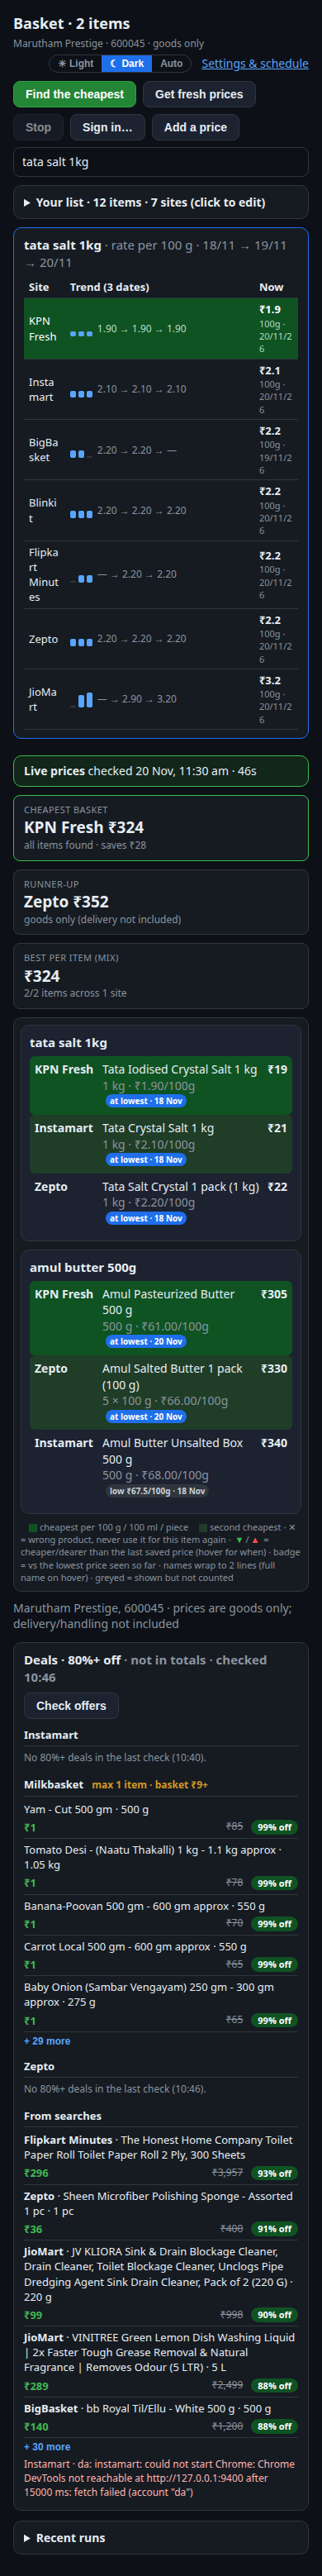 Basket · 2 items
Marutham Prestige · 600045 · goods only
☀ Light ☾ Dark Auto Settings & schedule
Find the cheapest Get fresh prices
Stop Sign in… Add a price
tata salt 1kg
▶ Your list · 12 items · 7 sites (click to edit)
tata salt 1kg · rate per 100 g · 18/11 → 19/11
→ 20/11
Site Trend (3 dates) Now
KPN
Fresh
1.90 → 1.90 → 1.90
₹1.9
100g ·
20/11/2
6
Insta
mart
2.10 → 2.10 → 2.10
₹2.1
100g ·
20/11/2
6
BigBa
sket
2.20 → 2.20 → —
₹2.2
100g ·
19/11/2
6
Blinki
t
2.20 → 2.20 → 2.20
₹2.2
100g ·
20/11/2
6
Flipka
rt
Minut
es
— → 2.20 → 2.20
₹2.2
100g ·
20/11/2
6
Zepto
2.20 → 2.20 → 2.20
₹2.2
100g ·
20/11/2
6
JioMa
rt
— → 2.90 → 3.20
₹3.2
100g ·
20/11/2
6
Live prices checked 20 Nov, 11:30 am · 46s
CHEAPEST BASKET
KPN Fresh ₹324
all items found · saves ₹28
RUNNER-UP
Zepto ₹352
goods only (delivery not included)
BEST PER ITEM (MIX)
₹324
2/2 items across 1 site
tata salt 1kg
KPN Fresh Tata Iodised Crystal Salt 1 kg ₹19
1 kg · ₹1.90/100g
at lowest · 18 Nov
Instamart Tata Crystal Salt 1 kg ₹21
1 kg · ₹2.10/100g
at lowest · 18 Nov
Zepto Tata Salt Crystal 1 pack (1 kg) ₹22
1 kg · ₹2.20/100g
at lowest · 18 Nov
amul butter 500g
KPN Fresh Amul Pasteurized Butter ₹305
500 g
500 g · ₹61.00/100g
at lowest · 20 Nov
Zepto Amul Salted Butter 1 pack ₹330
(100 g)
5 × 100 g · ₹66.00/100g
at lowest · 20 Nov
Instamart Amul Butter Unsalted Box ₹340
500 g
500 g · ₹68.00/100g
low ₹67.5/100g · 18 Nov
cheapest per 100 g / 100 ml / piece second cheapest · ✕
= wrong product, never use it for this item again · ▼ / ▲ =
cheaper/dearer than the last saved price (hover for when) · badge
= vs the lowest price seen so far · names wrap to 2 lines (full
name on hover) · greyed = shown but not counted
Marutham Prestige, 600045 · prices are goods only;
delivery/handling not included
Deals · 80%+ off · not in totals · checked
10:46
Check offers
Instamart
No 80%+ deals in the last check (10:40).
Milkbasket max 1 item · basket ₹9+
Yam - Cut 500 gm · 500 g
₹1 ₹85 99% off
Tomato Desi - (Naatu Thakalli) 1 kg - 1.1 kg approx ·
1.05 kg
₹1 ₹78 99% off
Banana-Poovan 500 gm - 600 gm approx · 550 g
₹1 ₹70 99% off
Carrot Local 500 gm - 600 gm approx · 550 g
₹1 ₹65 99% off
Baby Onion (Sambar Vengayam) 250 gm - 300 gm
approx · 275 g
₹1 ₹65 99% off
+ 29 more
Zepto
No 80%+ deals in the last check (10:46).
From searches
Flipkart Minutes · The Honest Home Company Toilet
Paper Roll Toilet Paper Roll 2 Ply, 300 Sheets
₹296 ₹3,957 93% off
Zepto · Sheen Microfiber Polishing Sponge - Assorted
1 pc · 1 pc
₹36 ₹400 91% off
JioMart · JV KLIORA Sink & Drain Blockage Cleaner,
Drain Cleaner, Toilet Blockage Cleaner, Unclogs Pipe
Dredging Agent Sink Drain Cleaner, Pack of 2 (220 G) ·
220 g
₹99 ₹998 90% off
JioMart · VINITREE Green Lemon Dish Washing Liquid
| 2x Faster Tough Grease Removal & Natural
Fragrance | Removes Odour (5 LTR) · 5 L
₹289 ₹2,499 88% off
BigBasket · bb Royal Til/Ellu - White 500 g · 500 g
₹140 ₹1,200 88% off
+ 30 more
Instamart · da: instamart: could not start Chrome: Chrome
DevTools not reachable at http://127.0.0.1:9400 after
15000 ms: fetch failed (account "da")
▶ Recent runs